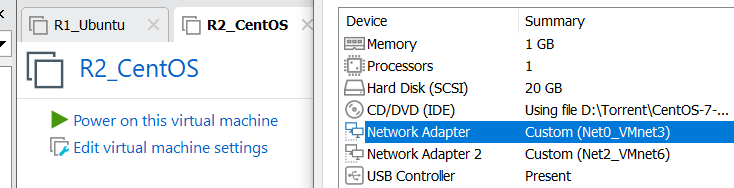 R1_Ubuntu
R2_CentOS
R2_CentOS
Power on this virtual machine
Edit virtual machine settings
Device Summary
Memory 1 GB
Processors 1
Hard Disk (SCSI) 20 GB
CD/DVD (IDE) Using file D:\Torrent\CentOS-7-...
Network Adapter Custom (Net0_VMnet3)
Network Adapter 2 Custom (Net2_VMnet6)
USB Controller Present